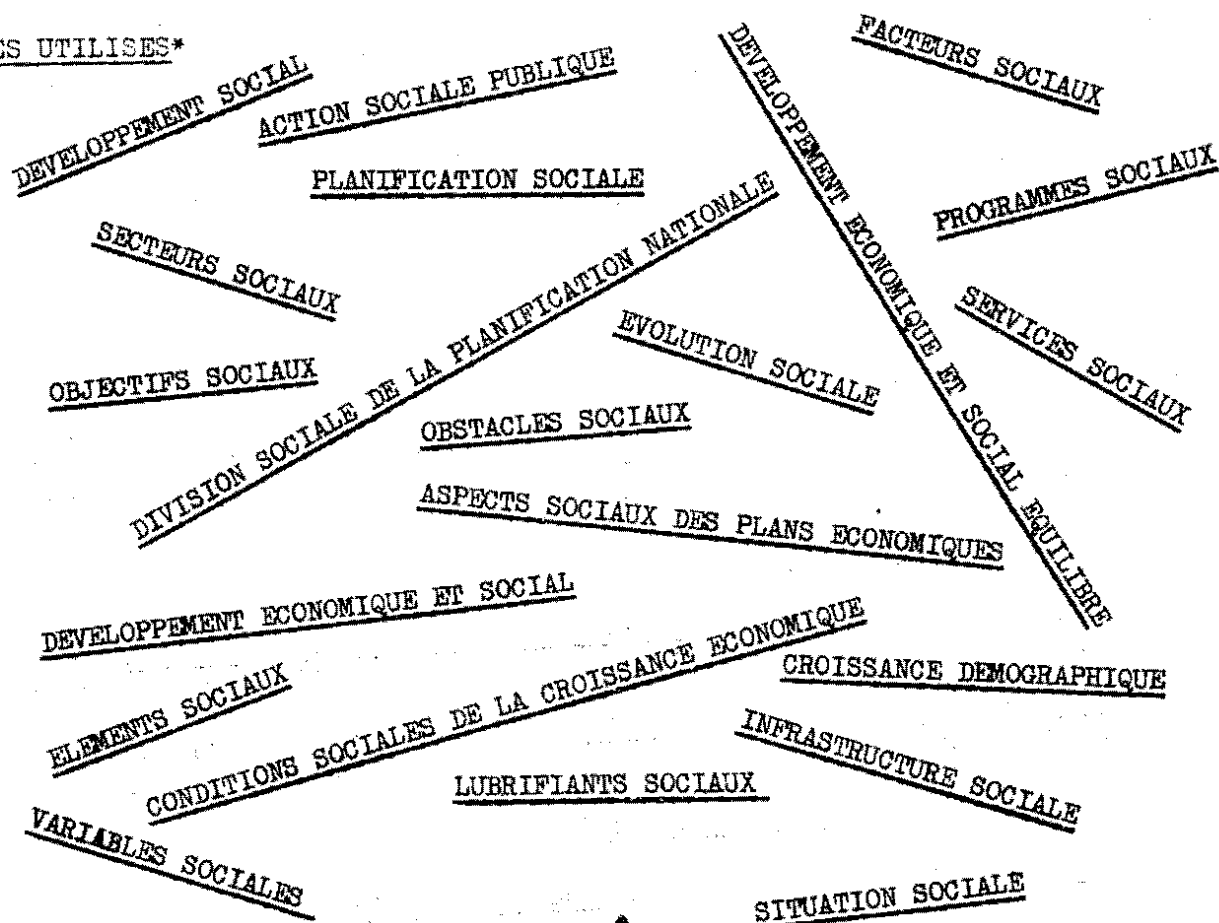 UTILISES*
DEVELOPPEMENT SOCIAL
ACTION SOCIALE PUBLIQUE
FACTEURS SOCIAUX
DEVELOPPEMENT ECONOMIQUE ET SOCIAL EQUILIBRE
PLANIFICATION SOCIALE
PROGRAMMES SOCIAUX
SECTEURS SOCIAUX
DIVISION SOCIALE DE LA PLANIFICATION NATIONALE
EVOLUTION SOCIALE
SERVICES SOCIAUX
OBJECTIFS SOCIAUX
OBSTACLES SOCIAUX
ASPECTS SOCIAUX DES PLANS ECONOMIQUES
DEVELOPPEMENT ECONOMIQUE ET SOCIAL
CROISSANCE DEMOGRAPHIQUE
ELEMENTS SOCIAUX
CONDITIONS SOCIALES DE LA CROISSANCE ECONOMIQUE
INFRASTRUCTURE SOCIALE
LUBRIFIANTS SOCIAUX
VARIABLES SOCIALES
SITUATION SOCIALE